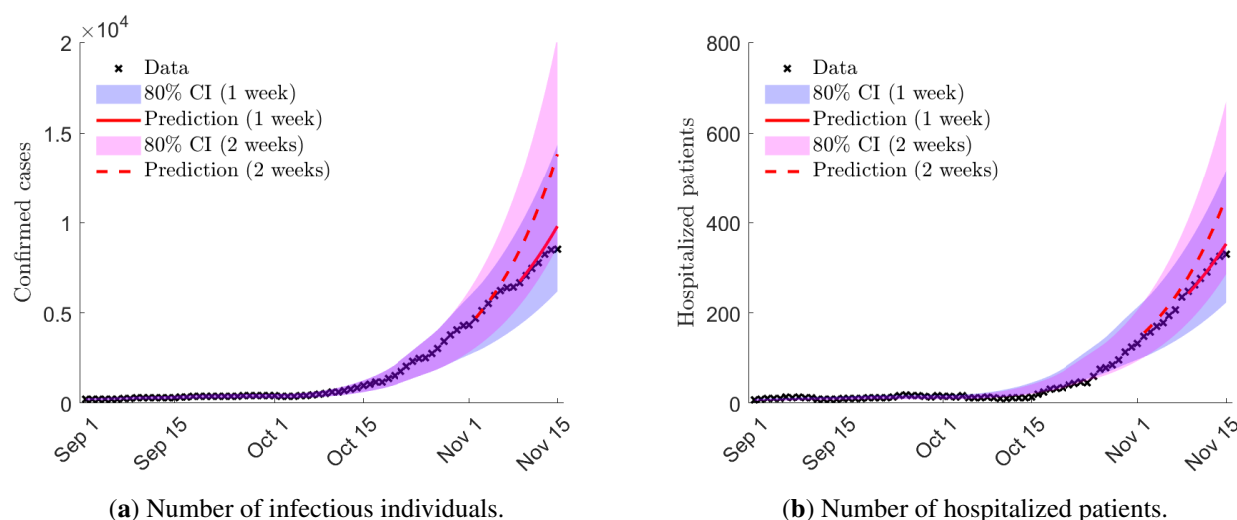 ×10⁴
2
1.5
1
0.5
0
Confirmed cases
Data
80% CI (1 week)
Prediction (1 week)
80% CI (2 weeks)
Prediction (2 weeks)
Sep 1
Sep 15
Oct 1
Oct 15
Nov 1
Nov 15
(a) Number of infectious individuals.
800
600
400
200
0
Hospitalized patients
Data
80% CI (1 week)
Prediction (1 week)
80% CI (2 weeks)
Prediction (2 weeks)
Sep 1
Sep 15
Oct 1
Oct 15
Nov 1
Nov 15
(b) Number of hospitalized patients.